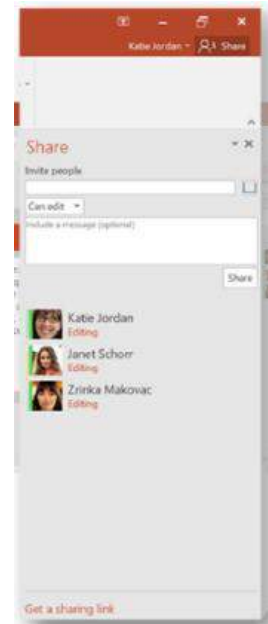 Katie Jordan
Share
Share
Invite people
Can edit
Include a message (optional)
Share
Katie Jordan
Editing
Janet Schorr
Editing
Zrinka Makovac
Editing
Get a sharing link